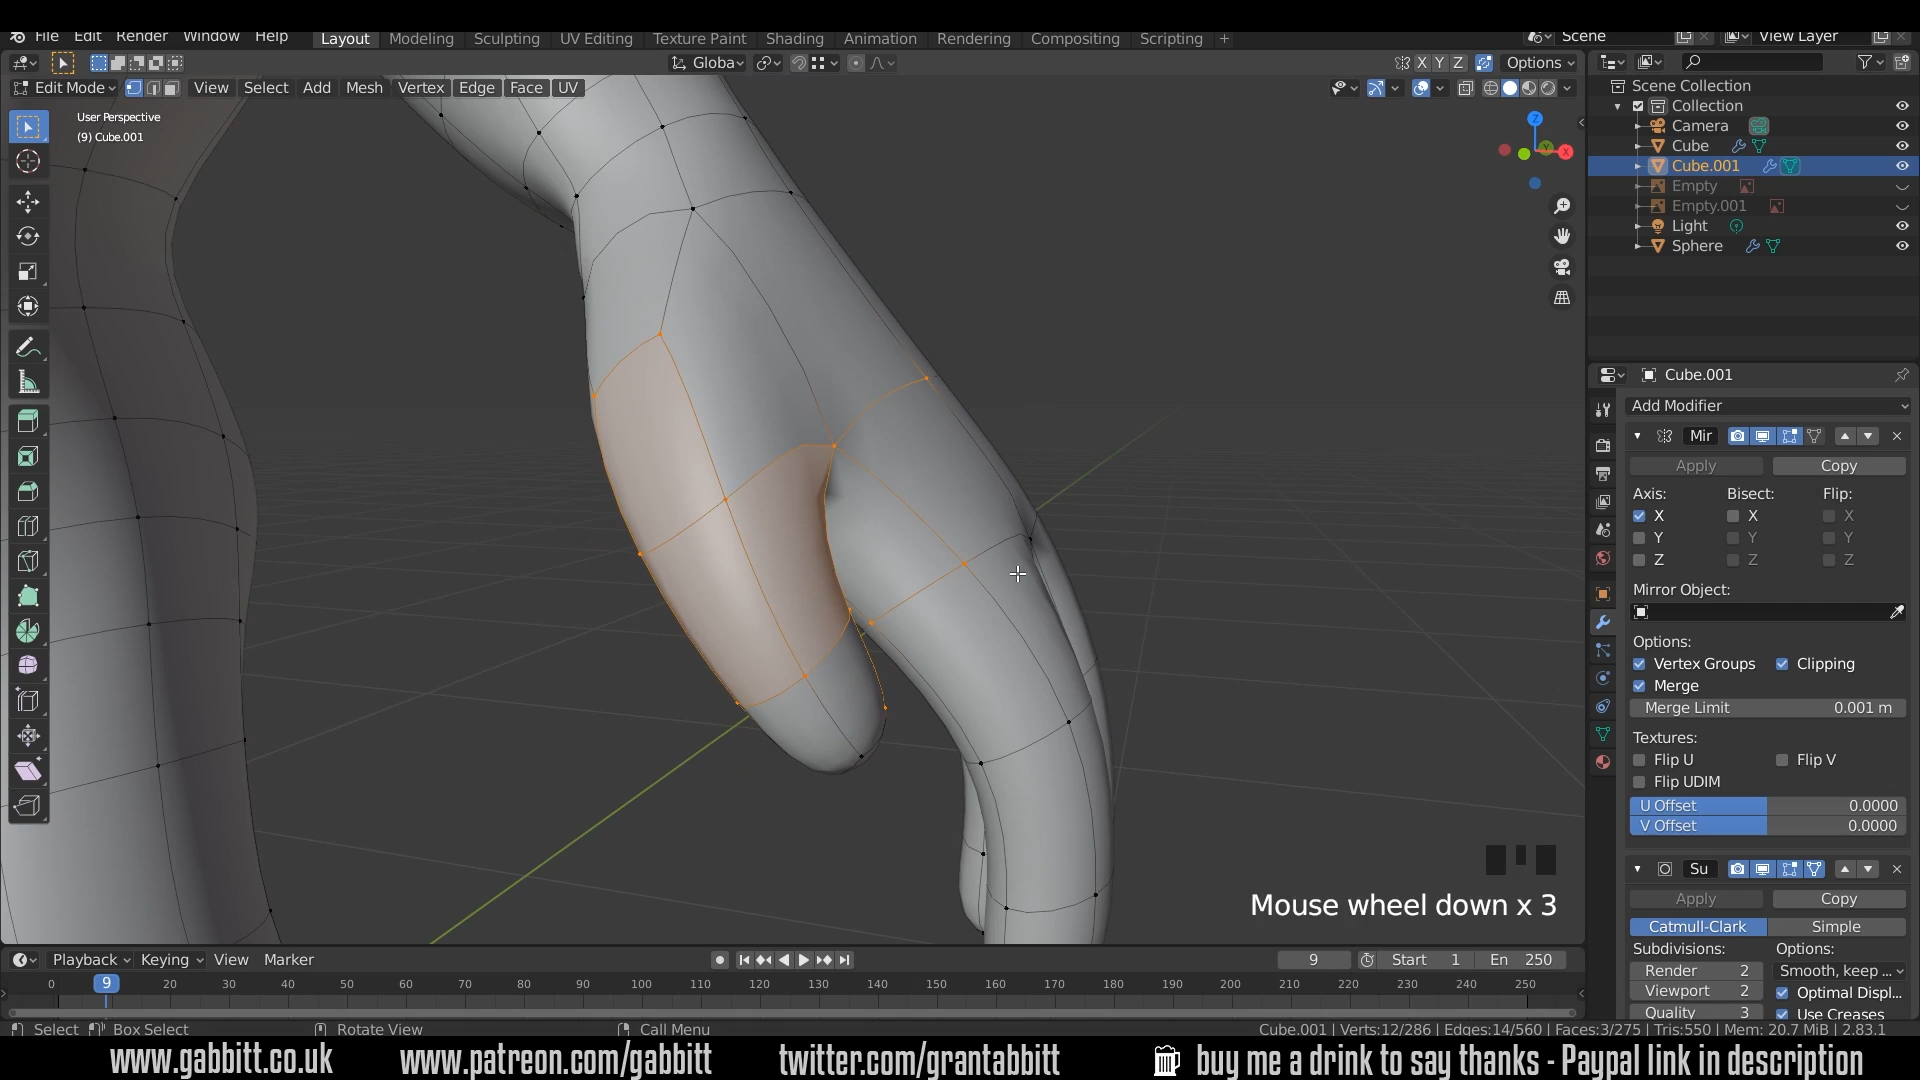 File Edit Render Window Help Layout Modeling Sculpting UV Editing Texture Paint Shading Animation Rendering Compositing Scripting + Scene View Layer
Globa X Y Z Options
Edit Mode View Select Add Mesh Vertex Edge Face UV
User Perspective
(9) Cube.001
Z
X
Y
Scene Collection
Collection
Camera
Cube
Cube.001
Empty
Empty.001
Light
Sphere
Cube.001
Add Modifier
Mir
Apply Copy
Axis: Bisect: Flip:
X X X
Y Y Y
Z Z Z
Mirror Object:
Options:
Vertex Groups Clipping
Merge
Merge Limit 0.001 m
Textures:
Flip U Flip V
Flip UDIM
U Offset 0.0000
V Offset 0.0000
Su
Apply Copy
Catmull-Clark Simple
Subdivisions: Options:
Render 2 Smooth, keep ...
Viewport 2 Optimal Displ...
Quality 3 Use Creases
Mouse wheel down x 3
Playback Keying View Marker 9 Start 1 En 250
0 9 20 30 40 50 60 70 80 90 100 110 120 130 140 150 160 170 180 190 200 210 220 230 240 250
Select Box Select Rotate View Call Menu Cube.001 | Verts:12/286 | Edges:14/560 | Faces:3/275 | Tris:550 | Mem: 20.7 MiB | 2.83.1
www.gabbitt.co.uk www.patreon.com/gabbitt twitter.com/grantabbitt buy me a drink to say thanks - Paypal link in description